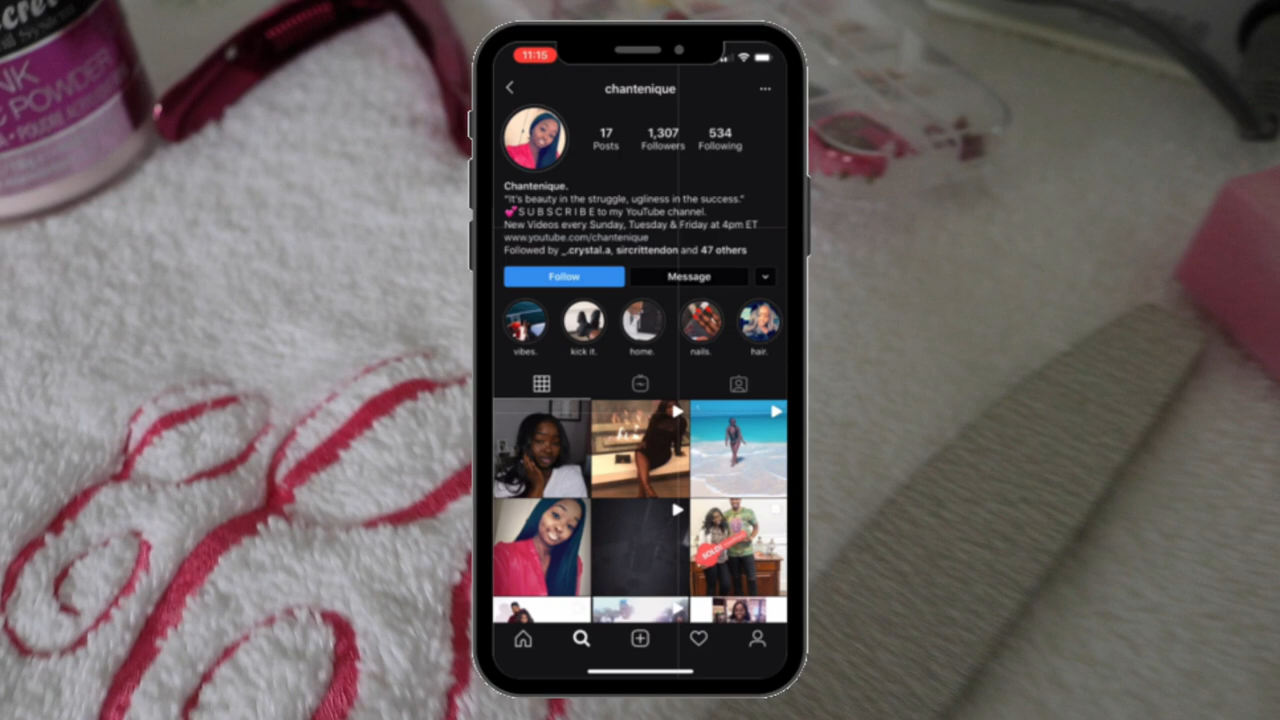 NK
POWDER
11:15
chantenique
17 1,307 534
Posts Followers Following
Chantenique.
"It's beauty in the struggle, ugliness in the success."
💕 S U B S C R I B E to my YouTube channel.
New Videos every Sunday, Tuesday & Friday at 4pm ET
www.youtube.com/chantenique
Followed by _.crystal.a, sircrittendon and 47 others
Follow Message
vibes. kick it. home. nails. hair.
SOLD!